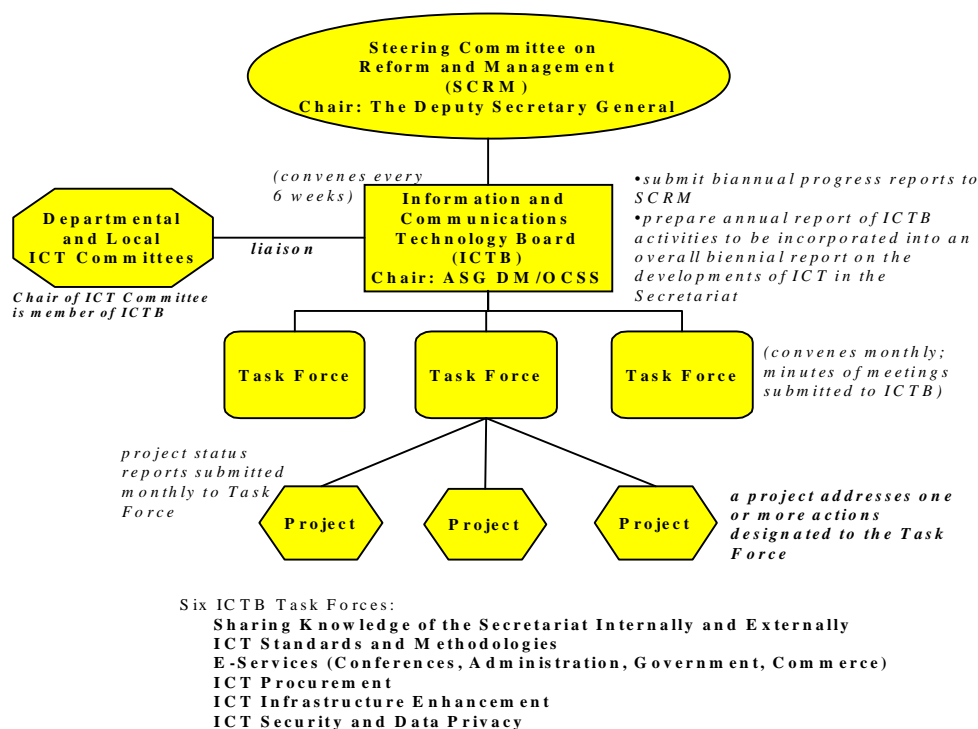 Steering Committee on
Reform and Management
(SCRM)
Chair: The Deputy Secretary General
(convenes every
6 weeks)
Information and
Communications
Technology Board
(ICTB)
Chair: ASG DM/OCSS
•submit biannual progress reports to
SCRM
•prepare annual report of ICTB
activities to be incorporated into an
overall biennial report on the
developments of ICT in the
Secretariat
Departmental
and Local
ICT Committees
liaison
Chair of ICT Committee
is member of ICTB
Task Force
Task Force
Task Force
(convenes monthly;
minutes of meetings
submitted to ICTB)
project status
reports submitted
monthly to Task
Force
Project
Project
Project
a project addresses one
or more actions
designated to the Task
Force
Six ICTB Task Forces:
Sharing Knowledge of the Secretariat Internally and Externally
ICT Standards and Methodologies
E-Services (Conferences, Administration, Government, Commerce)
ICT Procurement
ICT Infrastructure Enhancement
ICT Security and Data Privacy